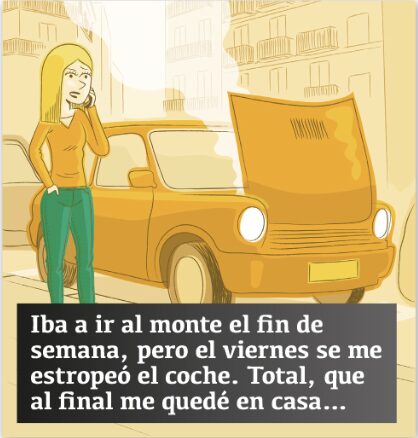 Iba a ir al monte el fin de
semana, pero el viernes se me
estropeó el coche. Total, que
al final me quedé en casa...